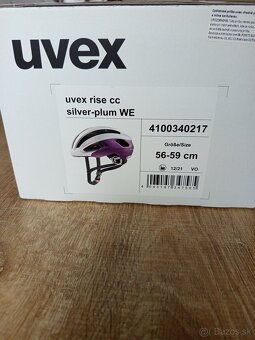 uvex
uvex rise cc
silver-plum WE
4100340217
Größe/Size
56-59 cm
12/21 VO
bazos.sk